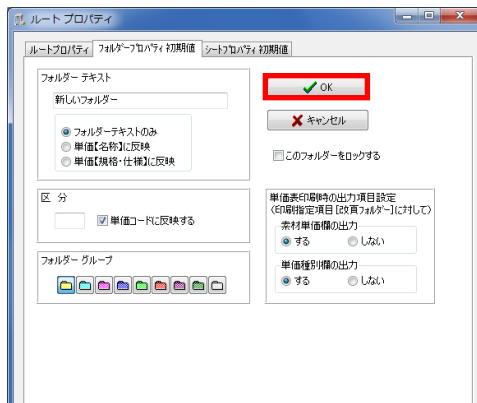 ルート プロパティ
ルートプロパティ
フォルダープロパティ 初期値
シートプロパティ 初期値
フォルダー テキスト
新しいフォルダー
フォルダーテキストのみ
単価【名称】に反映
単価【規格・仕様】に反映
OK
キャンセル
このフォルダーをロックする
区 分
単価コードに反映する
フォルダー グループ
単価表印刷時の出力項目設定
(印刷指定項目 [改頁フォルダー]に対して)
素材単価欄の出力
する
しない
単価種別欄の出力
する
しない